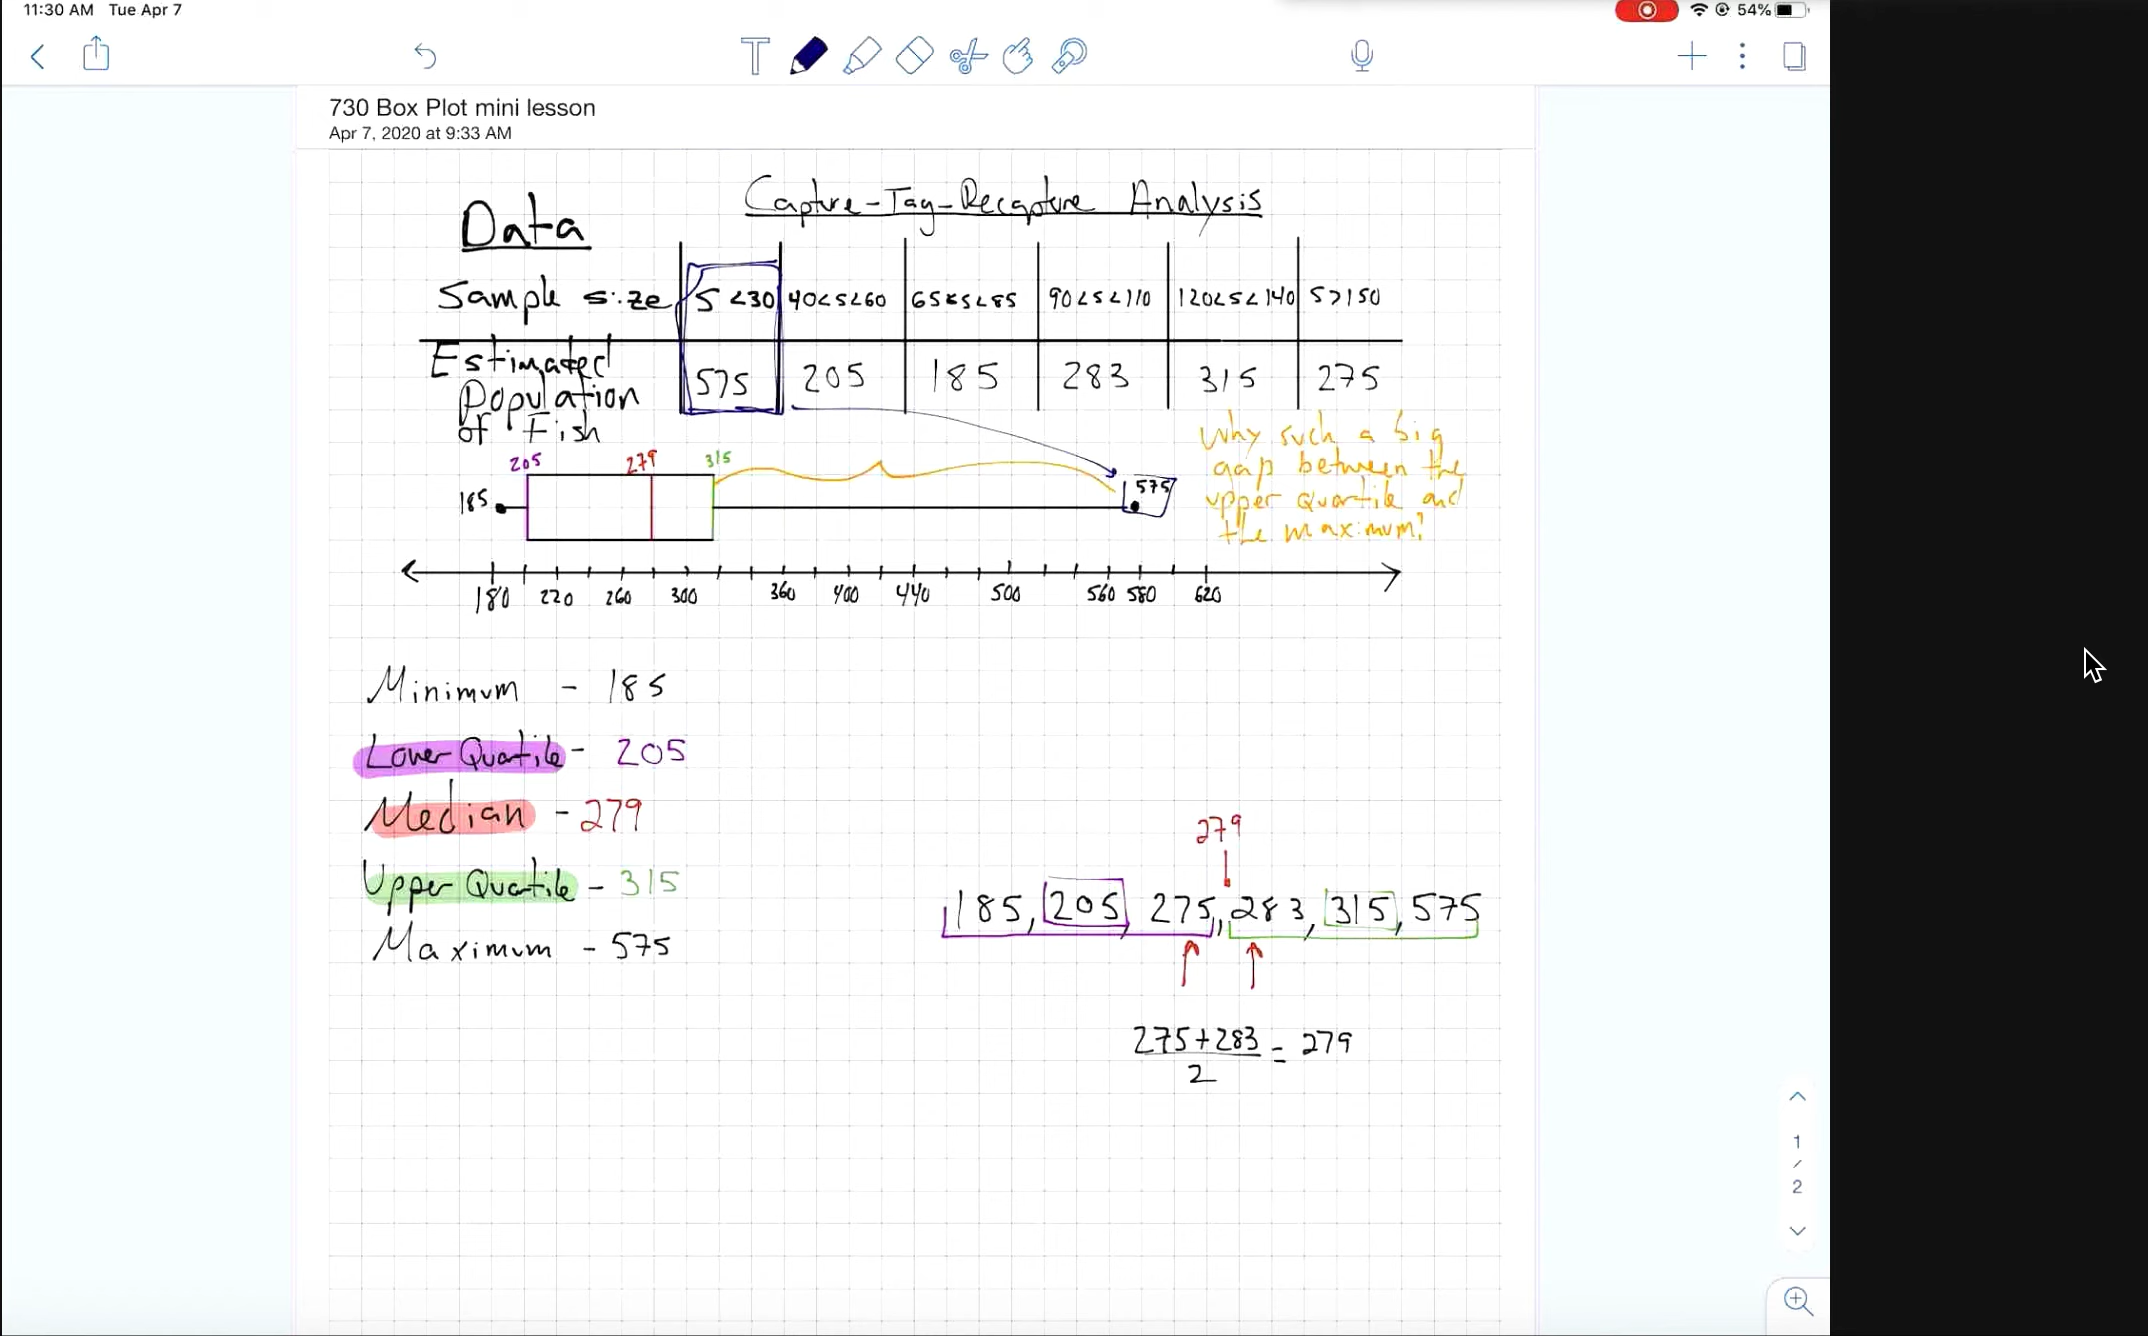 11:30 AM Tue Apr 7
54%
730 Box Plot mini lesson
Apr 7, 2020 at 9:33 AM
Capture-Tag-Recapture Analysis
Data
Sample size S <30 40<S<60 65<S<85 90<S<110 120<S<140 S>150
Estimated Population of Fish 575 205 185 283 315 275
205 279 315
185 575
Why such a big
gap between the
upper quartile and
the maximum?
180 220 260 300 360 400 440 500 560 580 620
Minimum - 185
Lower Quartile - 205
Median - 279
Upper Quartile - 315
Maximum - 575
279
185, 205, 275, 283, 315, 575
275+283
2
= 279
1
/
2